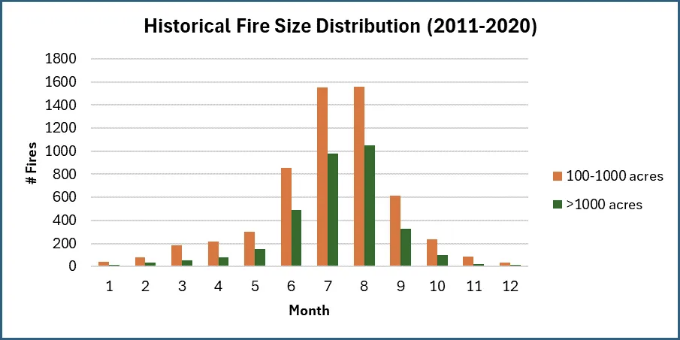 Historical Fire Size Distribution (2011-2020)
1800
1600
1400
1200
1000
800
600
400
200
0
# Fires
1 2 3 4 5 6 7 8 9 10 11 12
Month
100-1000 acres
>1000 acres